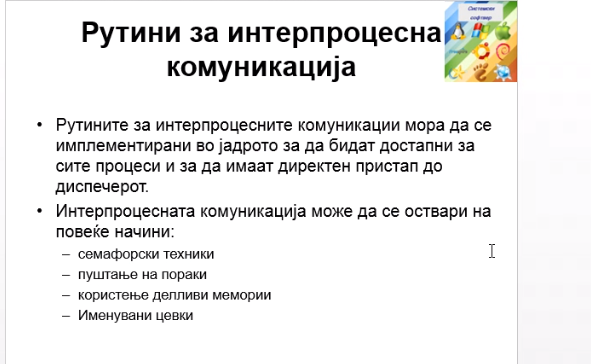 Рутини за интерпроцесна
комуникација
Системски
софтвер
• Рутините за интерпроцесните комуникации мора да се
имплементирани во јадрото за да бидат достапни за
сите процеси и за да имаат директен пристап до
диспечерот.
• Интерпроцесната комуникација може да се оствари на
повеќе начини:
– семафорски техники
– пуштање на пораки
– користење делливи мемории
– Именувани цевки